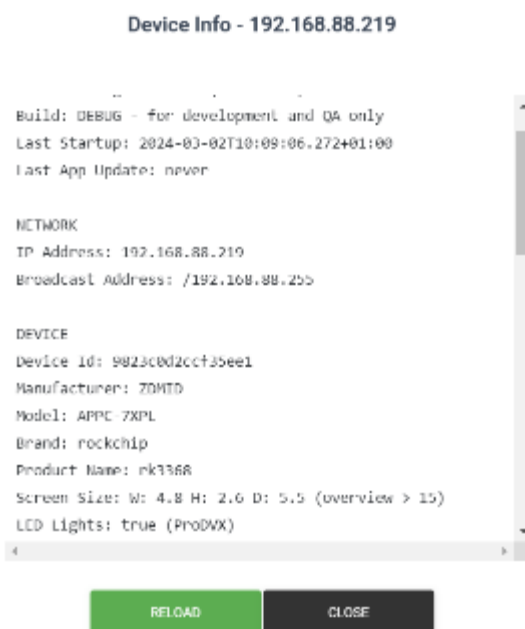 Device Info - 192.168.88.219
Build: DEBUG - for development and QA only
Last Startup: 2024-03-02T10:09:06.272+01:00
Last App Update: never
NETWORK
IP Address: 192.168.88.219
Broadcast Address: /192.168.88.255
DEVICE
Device Id: 9823c0d2ccf35ee1
Manufacturer: ZDMID
Model: APPC-7XPL
Brand: rockchip
Product Name: rk3368
Screen Size: W: 4.8 H: 2.6 D: 5.5 (overview > 15)
LED Lights: true (ProDVX)
RELOAD
CLOSE